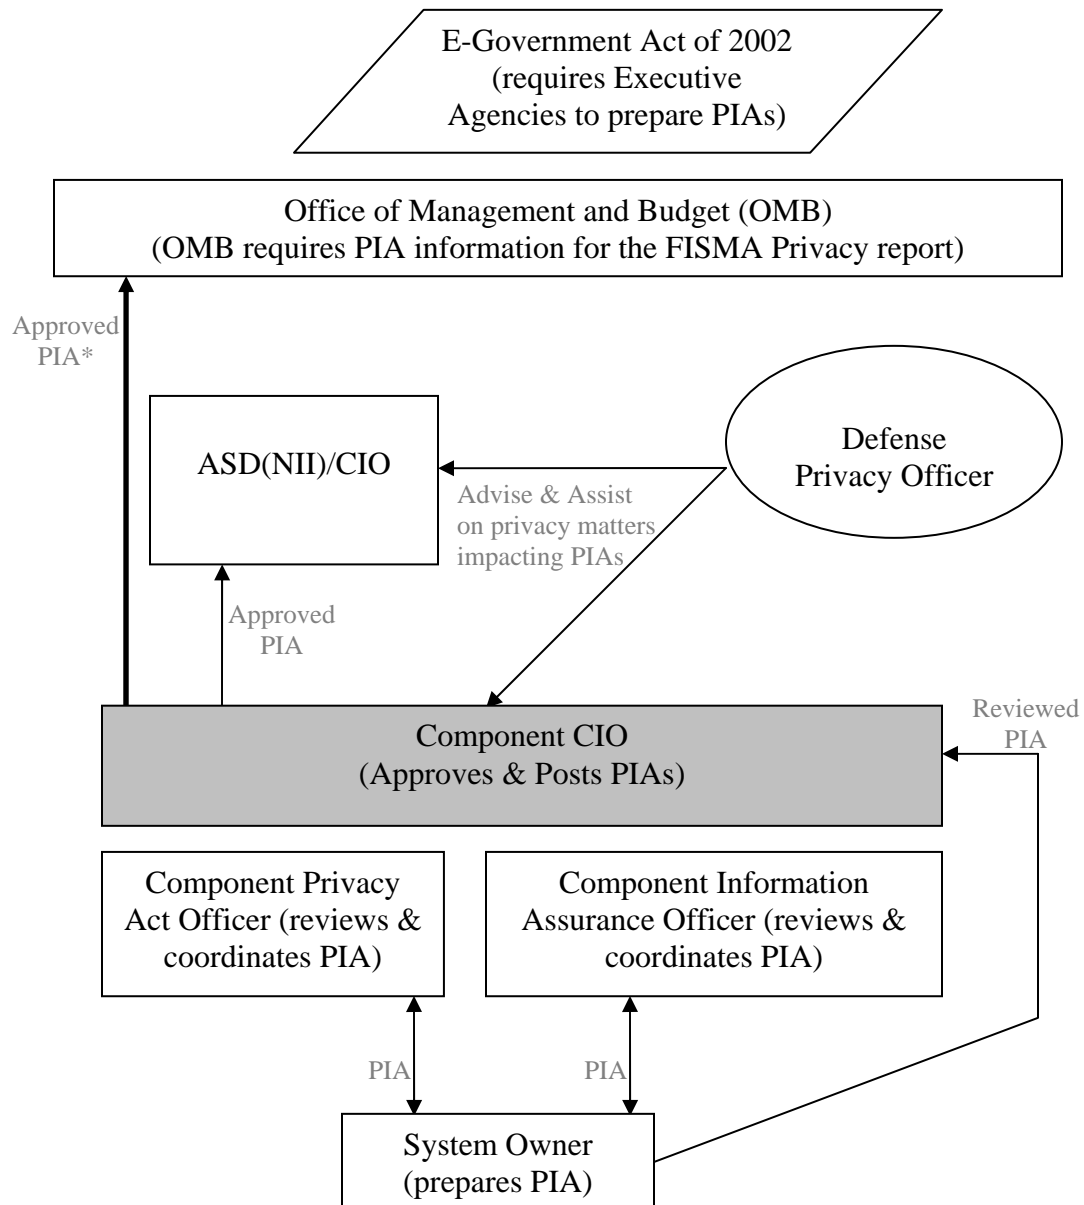 E-Government Act of 2002
(requires Executive
Agencies to prepare PIAs)
Office of Management and Budget (OMB)
(OMB requires PIA information for the FISMA Privacy report)
Approved
PIA*
ASD(NII)/CIO
Defense
Privacy Officer
Advise & Assist
on privacy matters
impacting PIAs
Approved
PIA
Reviewed
PIA
Component CIO
(Approves & Posts PIAs)
Component Privacy
Act Officer (reviews &
coordinates PIA)
Component Information
Assurance Officer (reviews &
coordinates PIA)
PIA
PIA
System Owner
(prepares PIA)